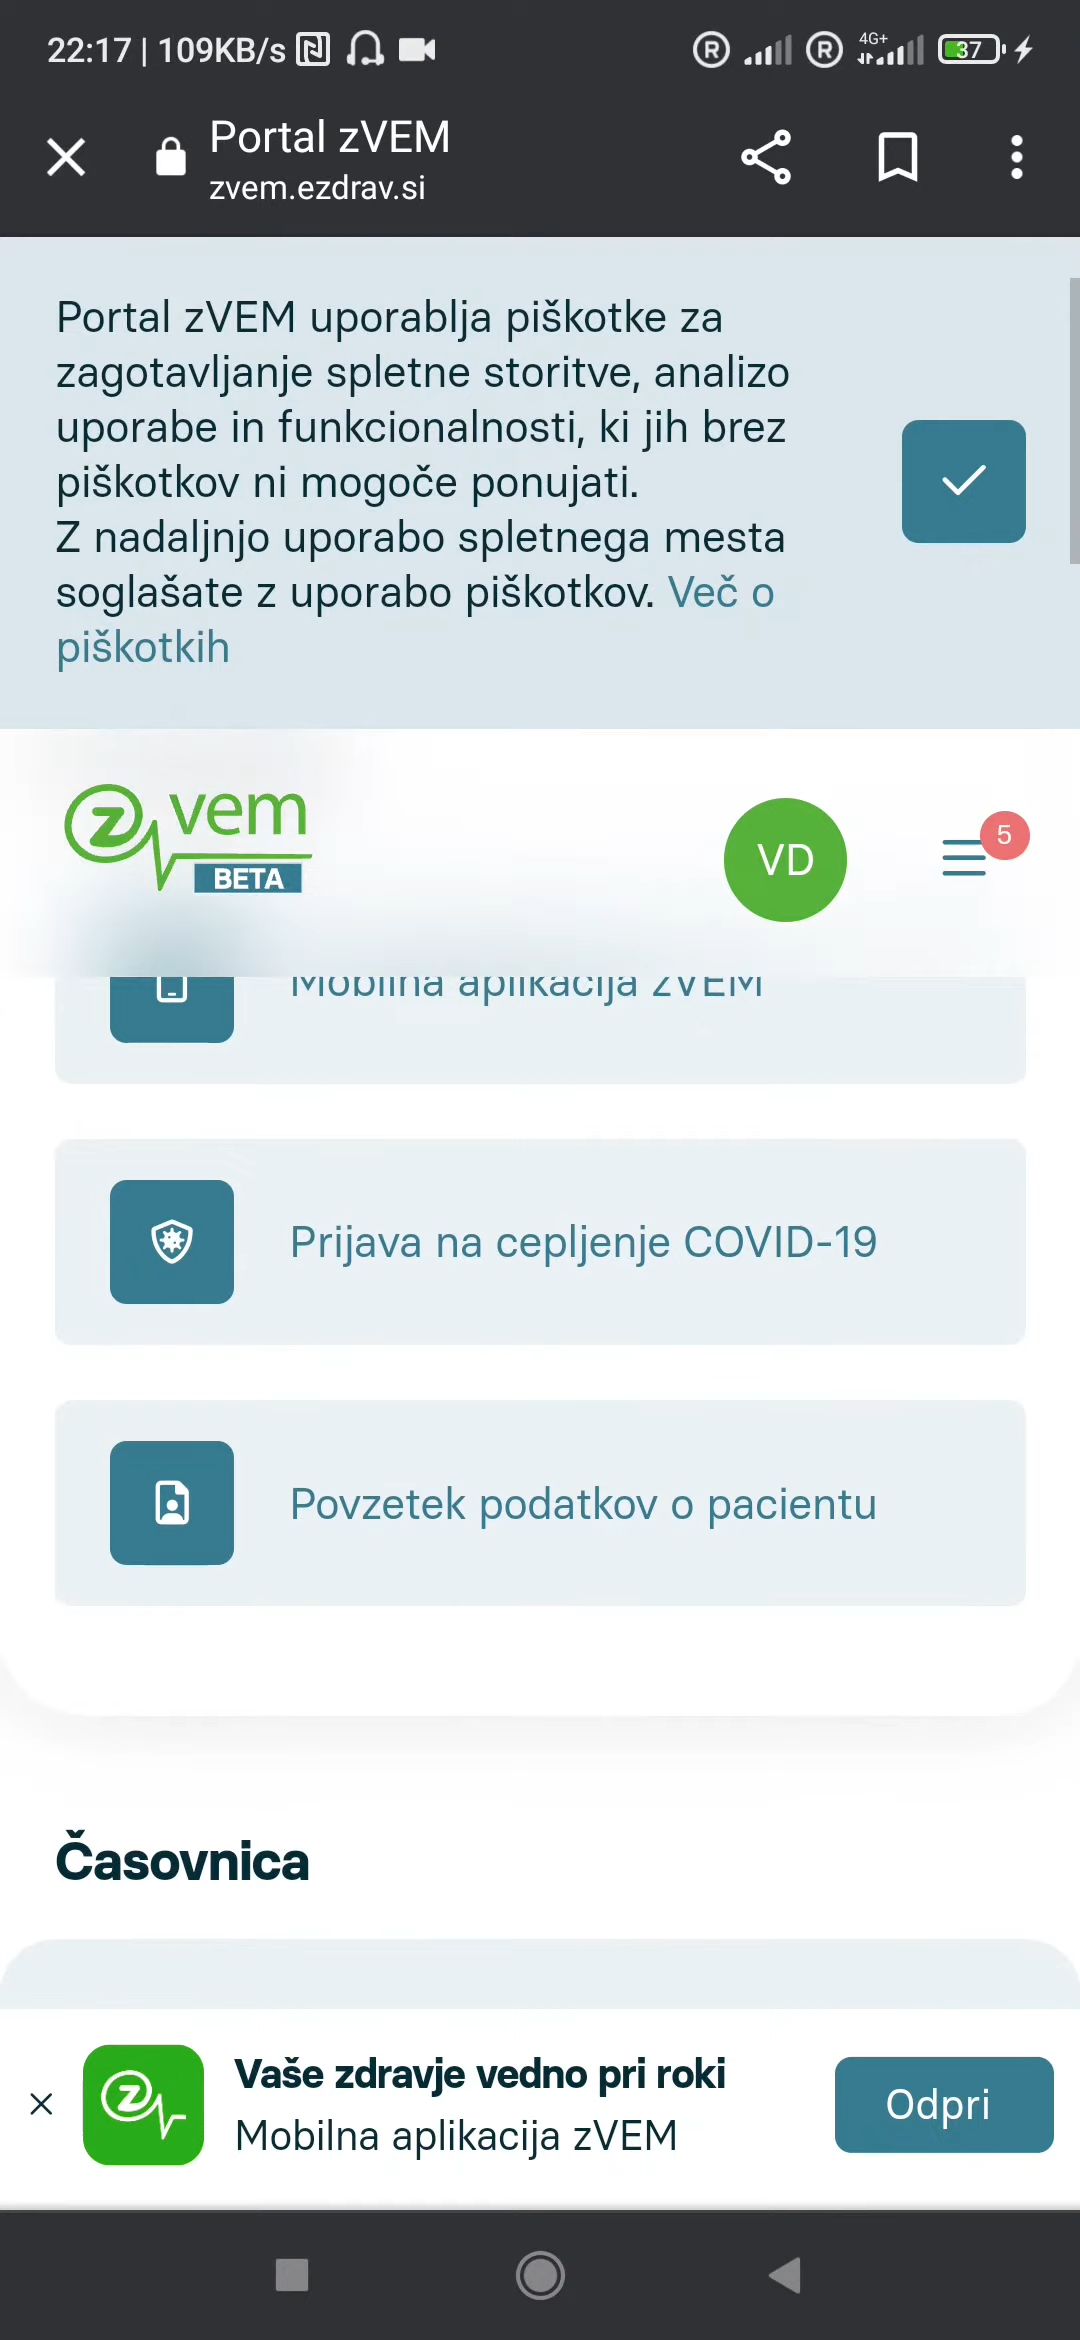 22:17 | 109KB/s
R R 4G+ 37
Portal zVEM
zvem.ezdrav.si
Portal zVEM uporablja piškotke za
zagotavljanje spletne storitve, analizo
uporabe in funkcionalnosti, ki jih brez
piškotkov ni mogoče ponujati.
Z nadaljnjo uporabo spletnega mesta
soglašate z uporabo piškotkov. Več o
piškotkih
z vem
BETA
VD
5
Mobilna aplikacija zVEM
Prijava na cepljenje COVID-19
Povzetek podatkov o pacientu
Časovnica
Vaše zdravje vedno pri roki
Mobilna aplikacija zVEM
Odpri